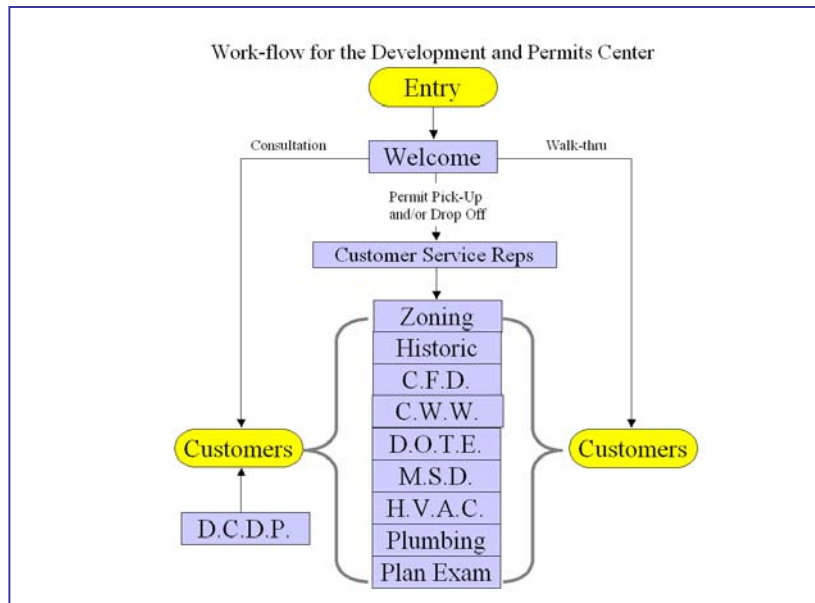 Work-flow for the Development and Permits Center
Entry
Consultation
Welcome
Walk-thru
Permit Pick-Up
and/or Drop Off
Customer Service Reps
Zoning
Historic
C.F.D.
C.W.W.
Customers
D.O.T.E.
Customers
M.S.D.
H.V.A.C.
D.C.D.P.
Plumbing
Plan Exam